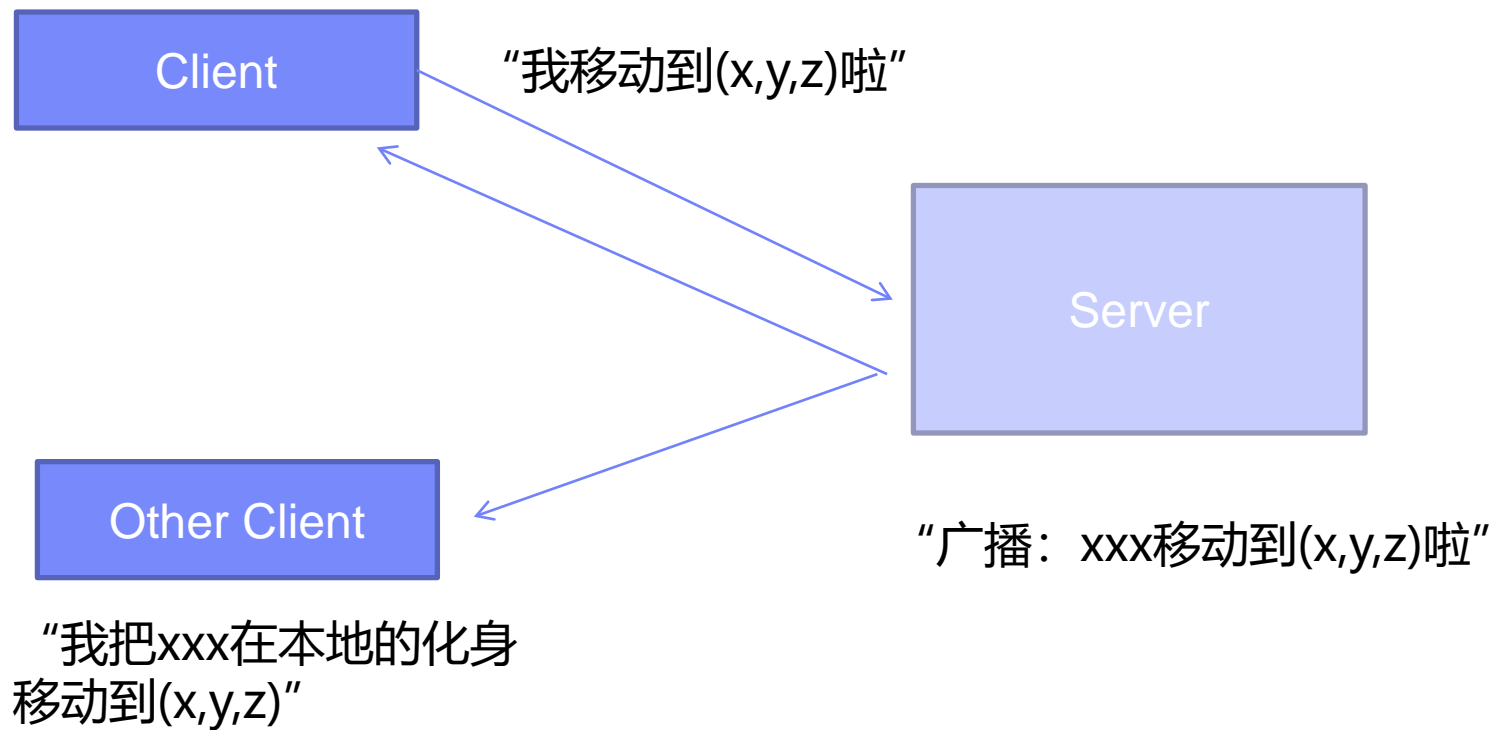 Client
“我移动到(x,y,z)啦”
Server
Other Client
“广播：xxx移动到(x,y,z)啦”
“我把xxx在本地的化身
移动到(x,y,z)”